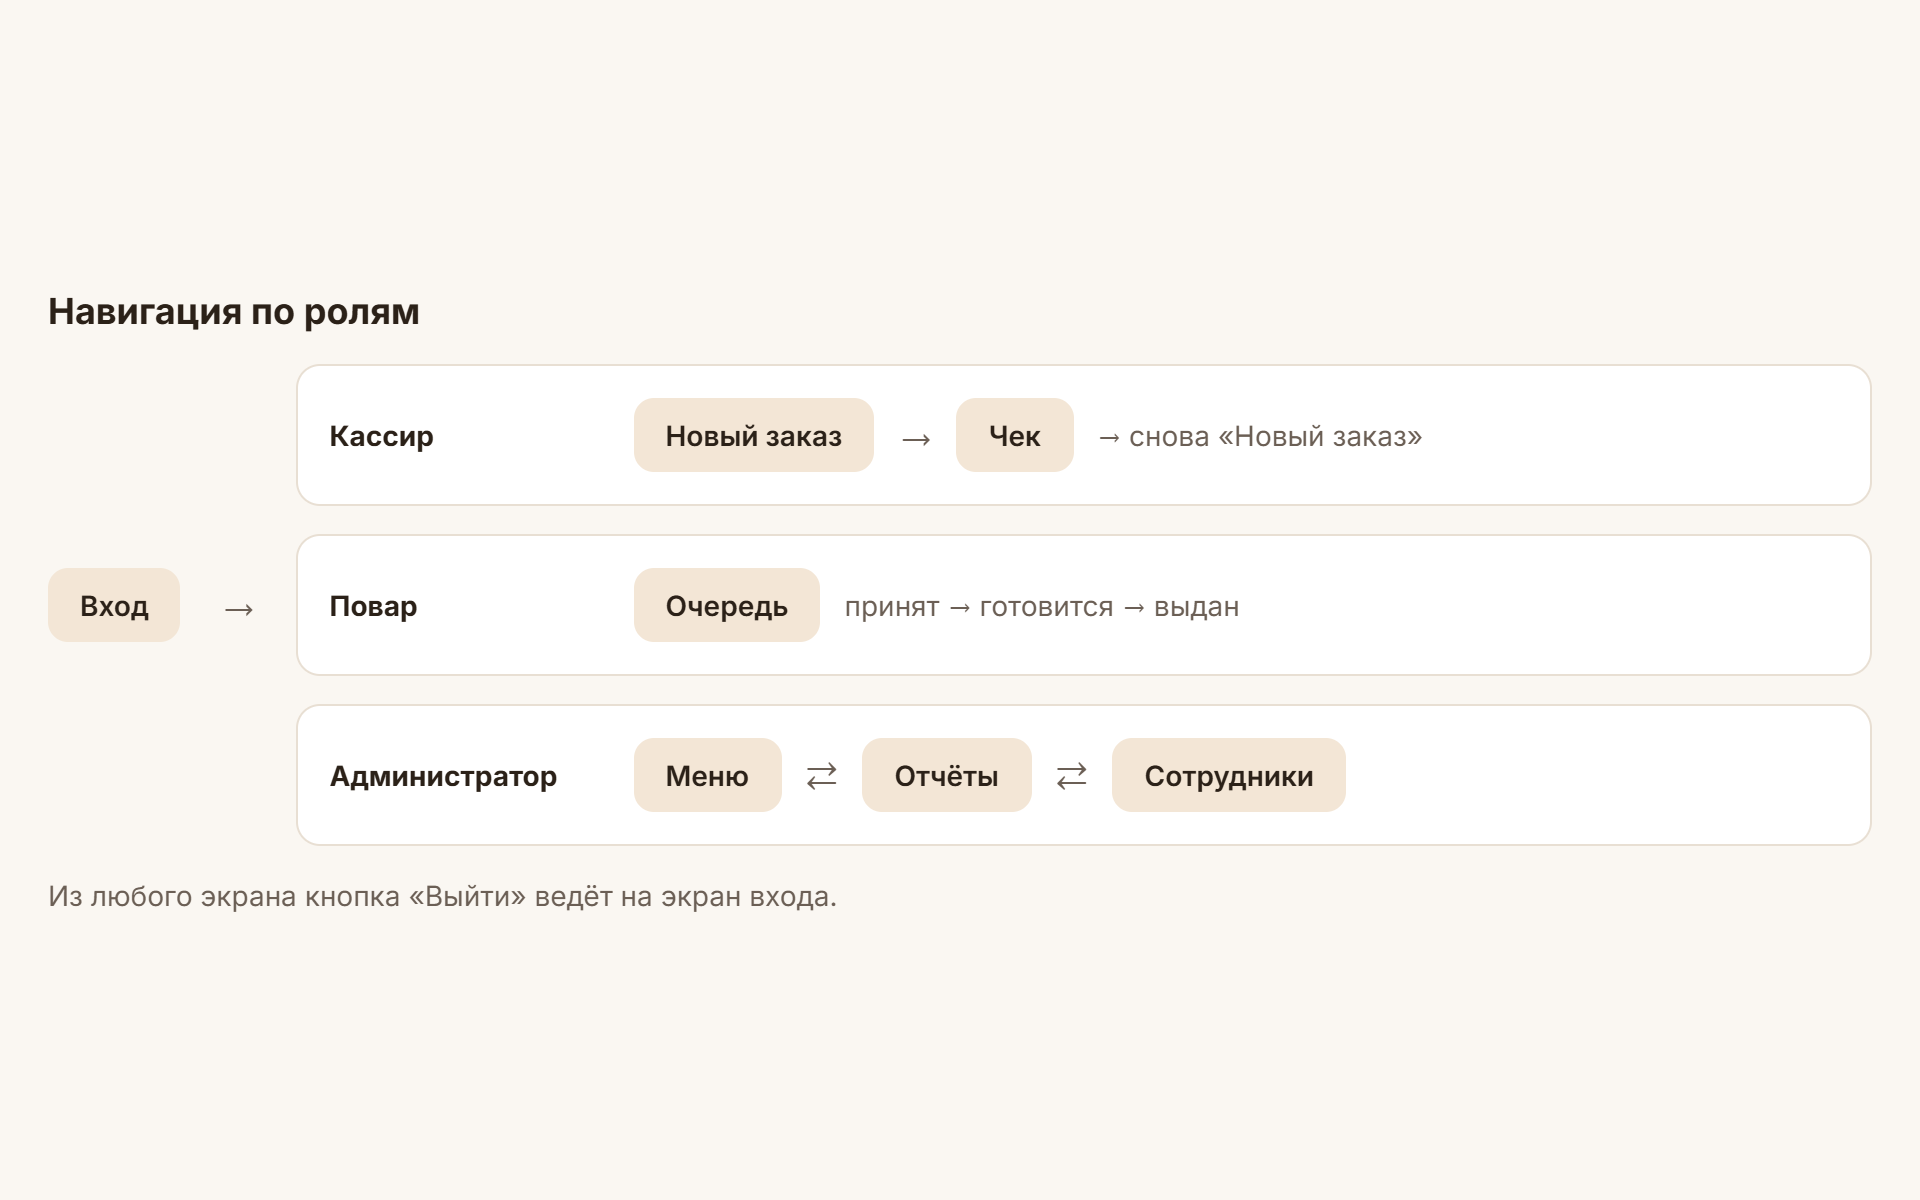 Навигация по ролям
Кассир Новый заказ → Чек → снова «Новый заказ»
Вход → Повар Очередь принят → готовится → выдан
Администратор Меню ⇄ Отчёты ⇄ Сотрудники
Из любого экрана кнопка «Выйти» ведёт на экран входа.